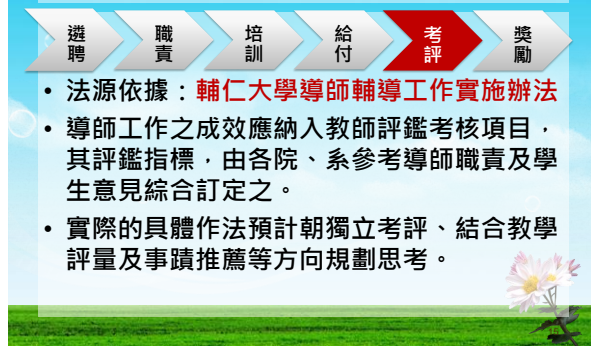 遴聘
職責
培訓
給付
考評
獎勵
• 法源依據：輔仁大學導師輔導工作實施辦法
• 導師工作之成效應納入教師評鑑考核項目，
其評鑑指標，由各院、系參考導師職責及學
生意見綜合訂定之。
• 實際的具體作法預計朝獨立考評、結合教學
評量及事蹟推薦等方向規劃思考。